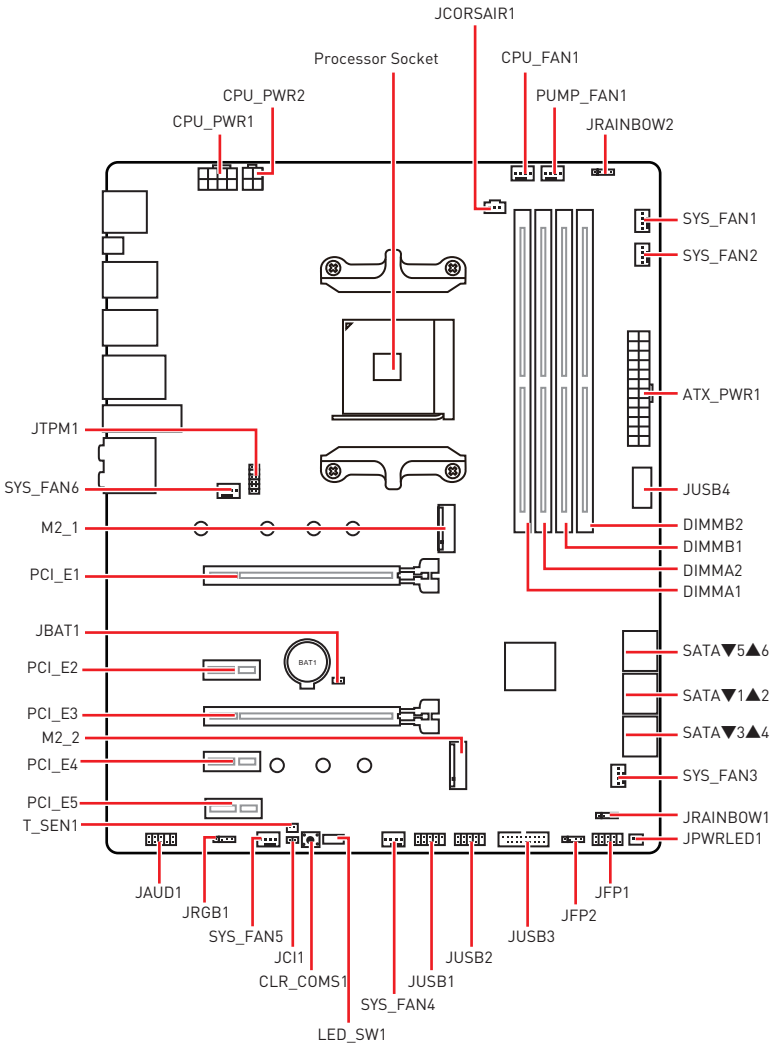 JCORSAIR1
Processor Socket
CPU_FAN1
CPU_PWR2
PUMP_FAN1
CPU_PWR1
JRAINBOW2
SYS_FAN1
SYS_FAN2
ATX_PWR1
JTPM1
SYS_FAN6
JUSB4
M2_1
DIMMB2
DIMMB1
PCI_E1
DIMMA2
DIMMA1
JBAT1
BAT1
PCI_E2
SATA▼5▲6
SATA▼1▲2
PCI_E3
SATA▼3▲4
M2_2
PCI_E4
SYS_FAN3
PCI_E5
T_SEN1
JRAINBOW1
JPWRLED1
JAUD1
JRGB1
SYS_FAN5
JCI1
CLR_COMS1
LED_SW1
SYS_FAN4
JUSB1
JUSB2
JUSB3
JFP2
JFP1